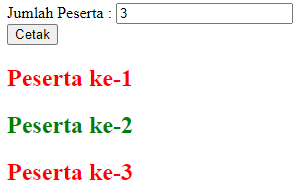 Jumlah Peserta : 3
Cetak
Peserta ke-1
Peserta ke-2
Peserta ke-3